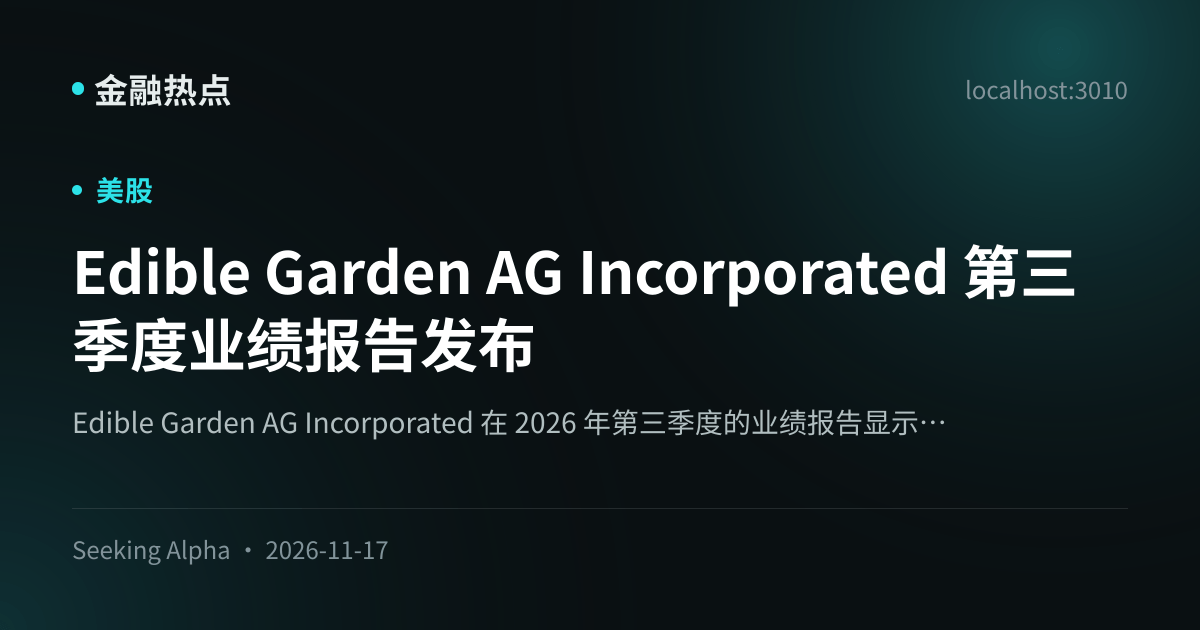 金融热点
localhost:3010
美股
Edible Garden AG Incorporated 第三
季度业绩报告发布
Edible Garden AG Incorporated 在 2026 年第三季度的业绩报告显示…
Seeking Alpha · 2026-11-17